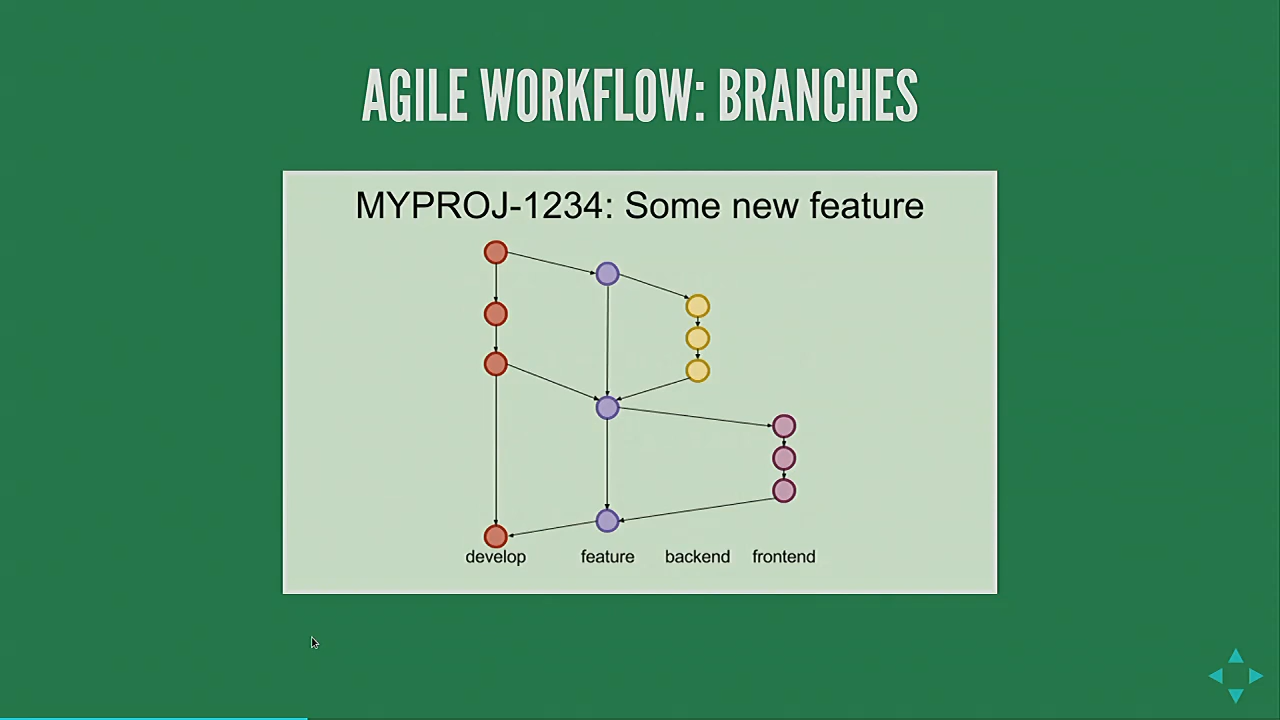 AGILE WORKFLOW: BRANCHES
MYPROJ-1234: Some new feature
develop feature backend frontend